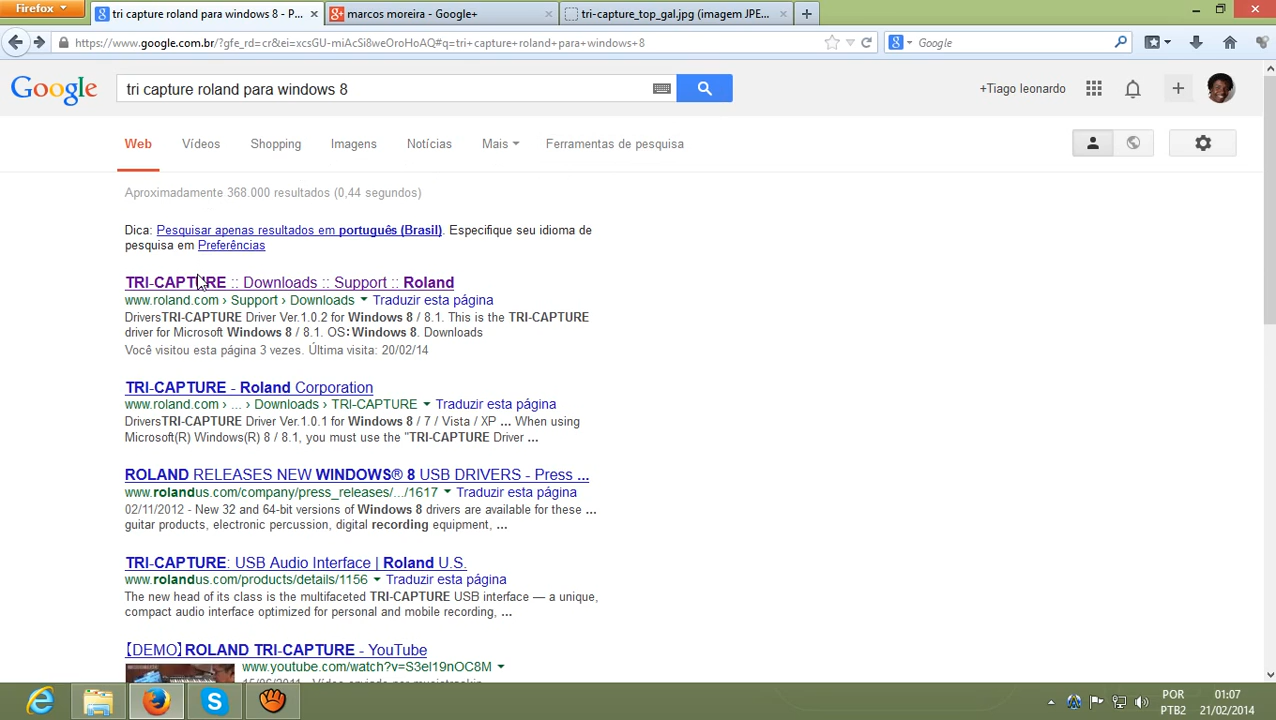 Firefox
tri capture roland para windows 8 - P...
marcos moreira - Google+
tri-capture_top_gal.jpg (imagem JPE...
https://www.google.com.br/?gfe_rd=cr&ei=xcsGU-miAcSi8weOroHoAQ#q=tri+capture+roland+para+windows+8
Google
Google
tri capture roland para windows 8
+Tiago leonardo
Web Vídeos Shopping Imagens Notícias Mais Ferramentas de pesquisa
Aproximadamente 368.000 resultados (0,44 segundos)
Dica: Pesquisar apenas resultados em português (Brasil). Especifique seu idioma de
pesquisa em Preferências
TRI-CAPTURE :: Downloads :: Support :: Roland
www.roland.com › Support › Downloads Traduzir esta página
DriversTRI-CAPTURE Driver Ver.1.0.2 for Windows 8 / 8.1. This is the TRI-CAPTURE
driver for Microsoft Windows 8 / 8.1. OS:Windows 8. Downloads
Você visitou esta página 3 vezes. Última visita: 20/02/14
TRI-CAPTURE - Roland Corporation
www.roland.com › ... › Downloads › TRI-CAPTURE Traduzir esta página
DriversTRI-CAPTURE Driver Ver.1.0.1 for Windows 8 / 7 / Vista / XP ... When using
Microsoft(R) Windows(R) 8 / 8.1, you must use the "TRI-CAPTURE Driver ...
ROLAND RELEASES NEW WINDOWS® 8 USB DRIVERS - Press ...
www.rolandus.com/company/press_releases/.../1617 Traduzir esta página
02/11/2012 - New 32 and 64-bit versions of Windows 8 drivers are available for these ...
guitar products, electronic percussion, digital recording equipment, ...
TRI-CAPTURE: USB Audio Interface | Roland U.S.
www.rolandus.com/products/details/1156 Traduzir esta página
The new head of its class is the multifaceted TRI-CAPTURE USB interface — a unique,
compact audio interface optimized for personal and mobile recording, ...
【DEMO】ROLAND TRI-CAPTURE - YouTube
www.youtube.com/watch?v=S3el19nOC8M
POR 01:07
PTB2 21/02/2014